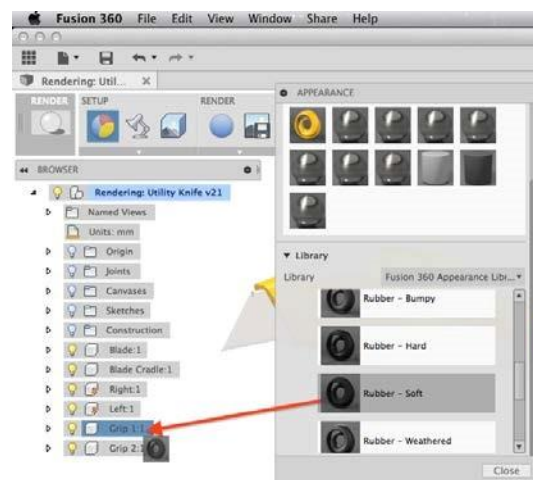 Fusion 360 File Edit View Window Share Help
Rendering: Util... ×
RENDER SETUP RENDER
APPEARANCE
BROWSER
Rendering: Utility Knife v21
Named Views
Units: mm
Origin
Joints
Canvases
Sketches
Construction
Blade:1
Blade Cradle:1
Right:1
Left:1
Grip 1:1
Grip 2:1
Library
Library Fusion 360 Appearance Libr...
Rubber - Bumpy
Rubber - Hard
Rubber - Soft
Rubber - Weathered
Close